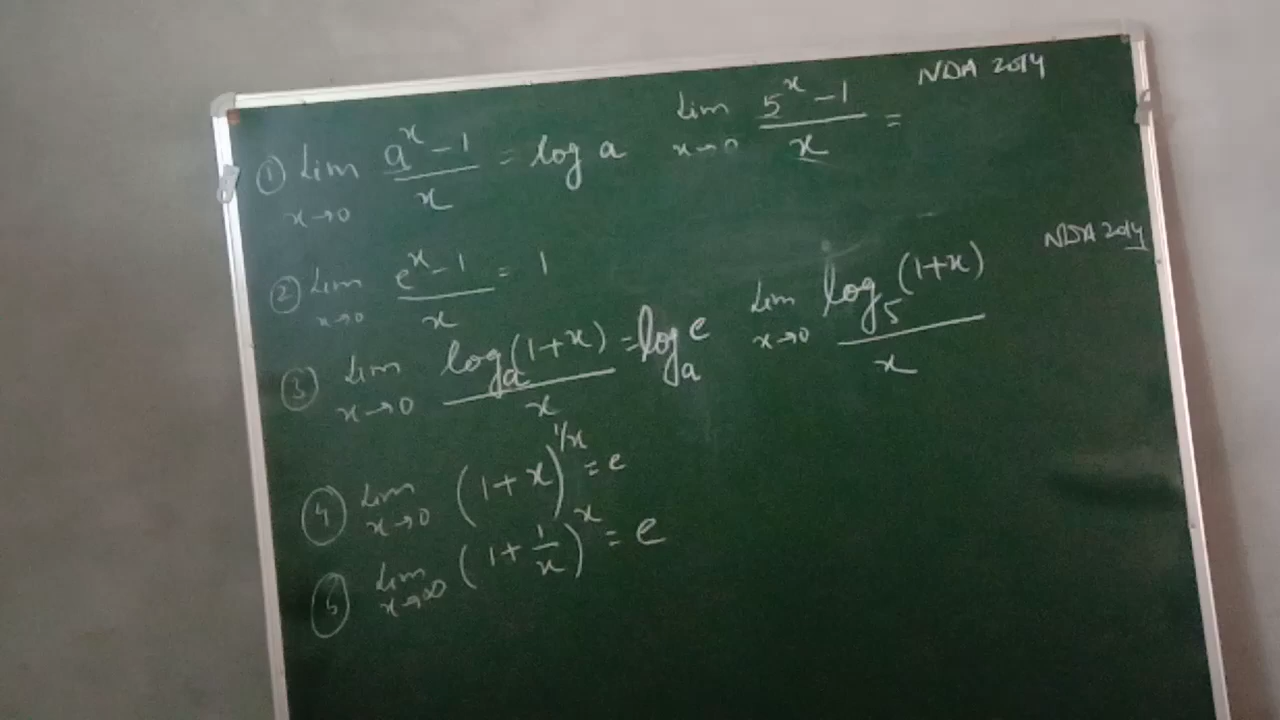 ① Lim x→0 (a^x - 1)/x = log a Lim x→0 (5^x - 1)/x = NDA 2014
② Lim x→0 (e^x - 1)/x = 1
③ Lim x→0 log_a(1+x)/x = log_a e Lim x→0 log_5(1+x)/x NDA 2014
④ Lim x→0 (1+x)^1/x = e
⑤ Lim x→∞ (1+1/x)^x = e